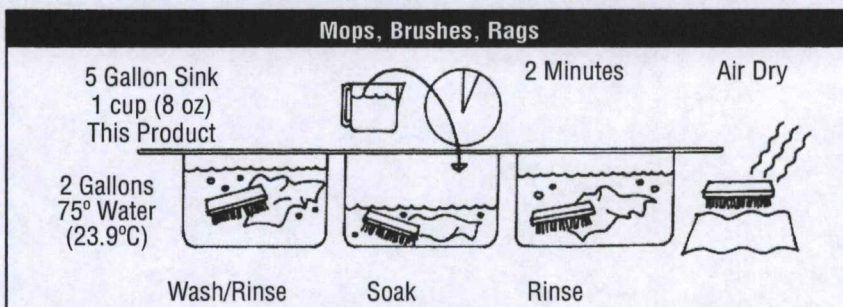 Mops, Brushes, Rags
5 Gallon Sink
1 cup (8 oz)
This Product
2 Minutes
Air Dry
2 Gallons
75º Water
(23.9ºC)
Wash/Rinse
Soak
Rinse